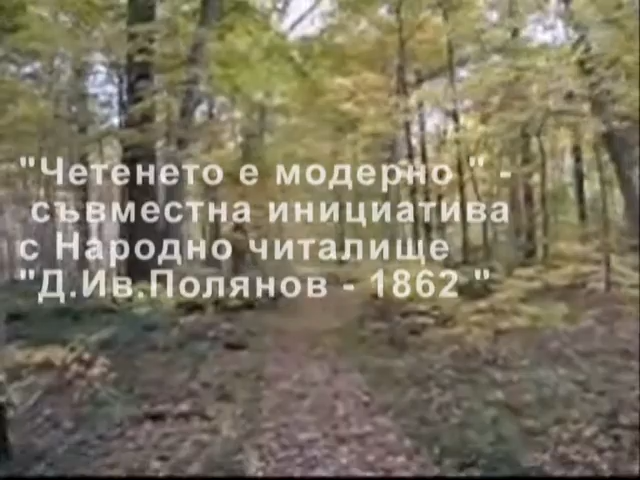 "Четенето е модерно " -
съвместна инициатива
с Народно читалище
"Д.Ив.Полянов - 1862 "